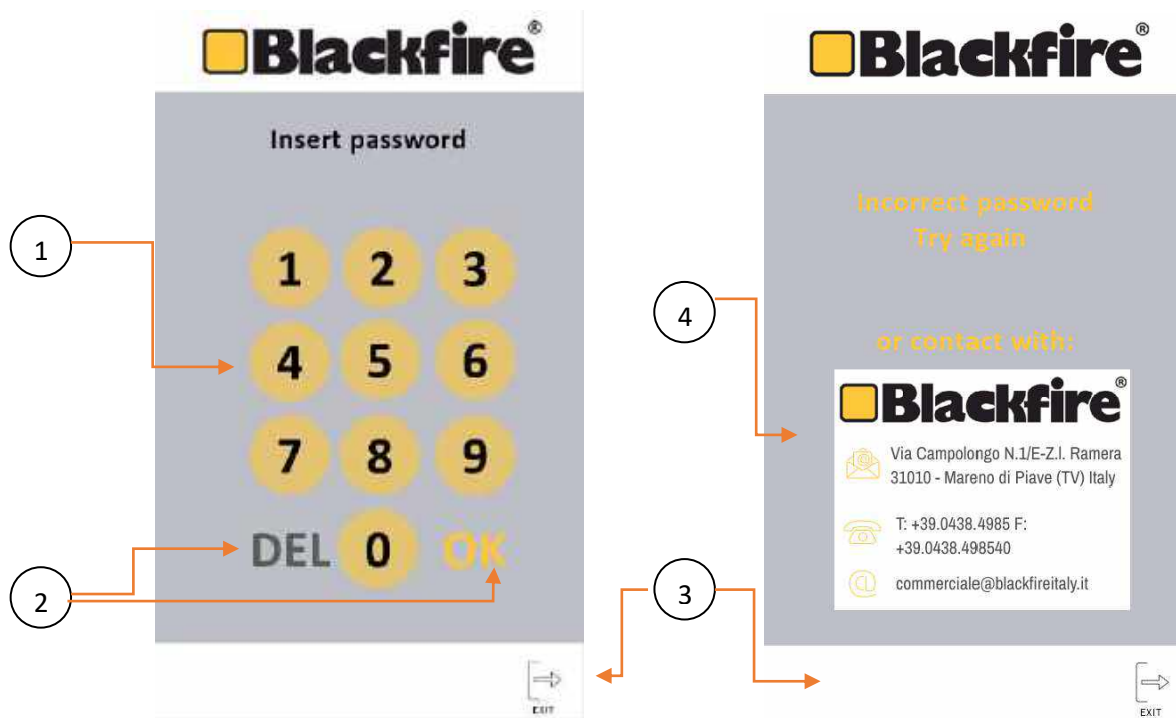 Blackfire®
Insert password
1
1 2 3
4 5 6
7 8 9
DEL 0 OK
2
EXIT
Blackfire®
Incorrect password
Try again
4
or contact with:
Blackfire®
Via Campolongo N.1/E-Z.I. Ramera
31010 - Mareno di Piave (TV) Italy
T: +39.0438.4985 F:
+39.0438.498540
commerciale@blackfireitaly.it
3
EXIT